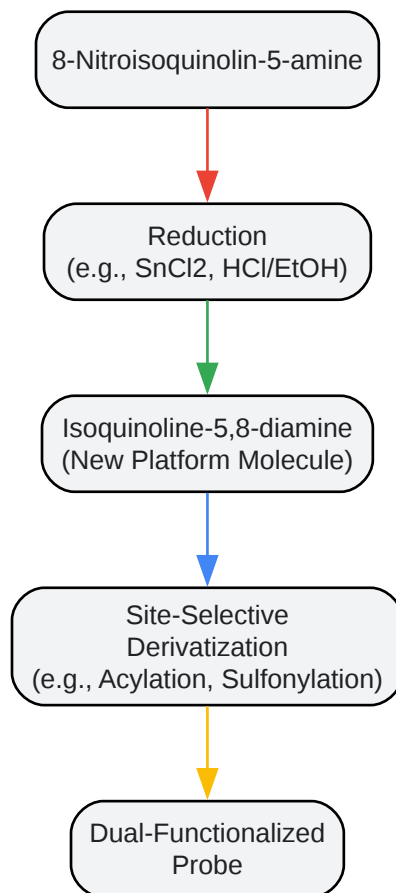 8-Nitroisoquinolin-5-amine
Reduction
(e.g., SnCl2, HCl/EtOH)
Isoquinoline-5,8-diamine
(New Platform Molecule)
Site-Selective
Derivatization
(e.g., Acylation, Sulfonylation)
Dual-Functionalized
Probe